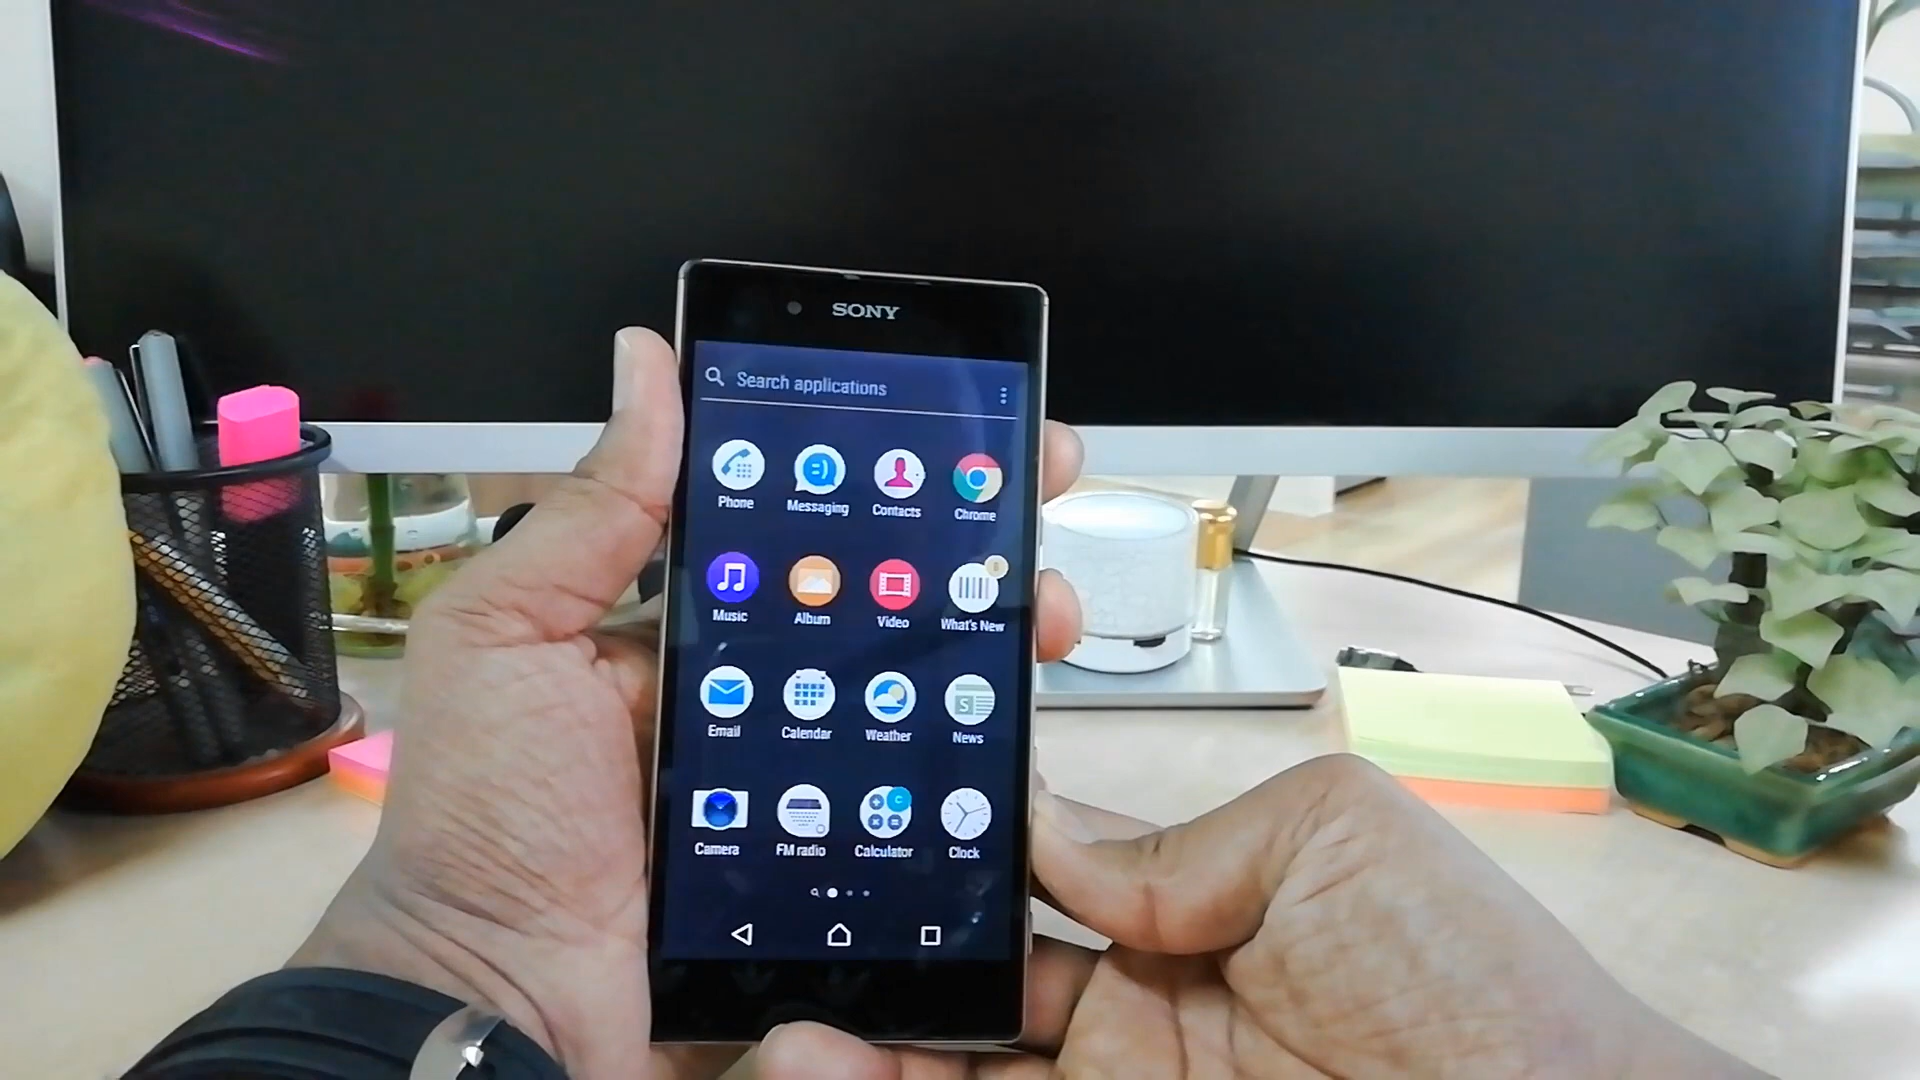 SONY
Search applications
Phone
Messaging
Contacts
Chrome
Music
Album
Video
What's New
Email
Calendar
Weather
News
Camera
FM radio
Calculator
Clock